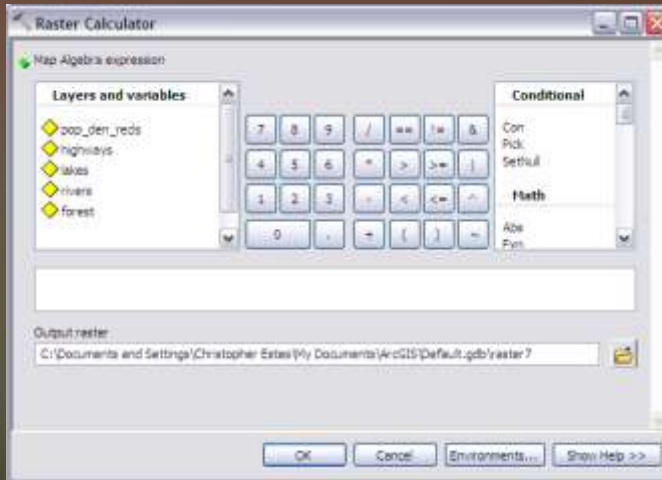 Raster Calculator
Map Algebra expression
Layers and variables
pop_den_reds
highways
lakes
rivers
forest
7 8 9 / == != &
4 5 6 * > >= |
1 2 3 - < <= ^
0 . + ( ) ~
Conditional
Con
Pick
SetNull
Math
Abs
Exp
Output raster
C:\Documents and Settings\Christopher Estes\My Documents\ArcGIS\Default.gdb\raster7
OK Cancel Environments... Show Help >>